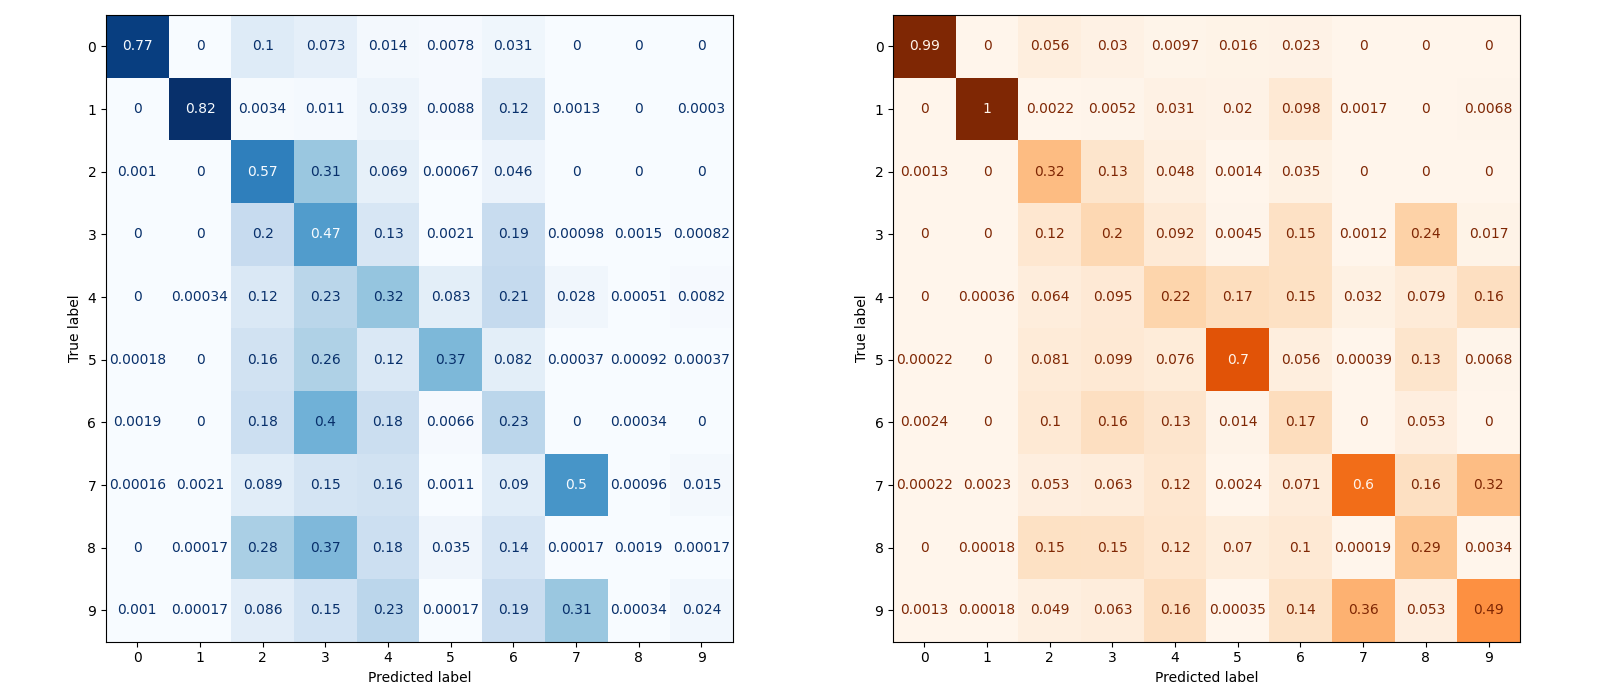 0 0.77 0 0.1 0.073 0.014 0.0078 0.031 0 0 0
1 0 0.82 0.0034 0.011 0.039 0.0088 0.12 0.0013 0 0.0003
2 0.001 0 0.57 0.31 0.069 0.00067 0.046 0 0 0
3 0 0 0.2 0.47 0.13 0.0021 0.19 0.00098 0.0015 0.00082
4 0 0.00034 0.12 0.23 0.32 0.083 0.21 0.028 0.00051 0.0082
True label
5 0.00018 0 0.16 0.26 0.12 0.37 0.082 0.00037 0.00092 0.00037
6 0.0019 0 0.18 0.4 0.18 0.0066 0.23 0 0.00034 0
7 0.00016 0.0021 0.089 0.15 0.16 0.0011 0.09 0.5 0.00096 0.015
8 0 0.00017 0.28 0.37 0.18 0.035 0.14 0.00017 0.0019 0.00017
9 0.001 0.00017 0.086 0.15 0.23 0.00017 0.19 0.31 0.00034 0.024
0 1 2 3 4 5 6 7 8 9
Predicted label
0 0.99 0 0.056 0.03 0.0097 0.016 0.023 0 0 0
1 0 1 0.0022 0.0052 0.031 0.02 0.098 0.0017 0 0.0068
2 0.0013 0 0.32 0.13 0.048 0.0014 0.035 0 0 0
3 0 0 0.12 0.2 0.092 0.0045 0.15 0.0012 0.24 0.017
4 0 0.00036 0.064 0.095 0.22 0.17 0.15 0.032 0.079 0.16
True label
5 0.00022 0 0.081 0.099 0.076 0.7 0.056 0.00039 0.13 0.0068
6 0.0024 0 0.1 0.16 0.13 0.014 0.17 0 0.053 0
7 0.00022 0.0023 0.053 0.063 0.12 0.0024 0.071 0.6 0.16 0.32
8 0 0.00018 0.15 0.15 0.12 0.07 0.1 0.00019 0.29 0.0034
9 0.0013 0.00018 0.049 0.063 0.16 0.00035 0.14 0.36 0.053 0.49
0 1 2 3 4 5 6 7 8 9
Predicted label